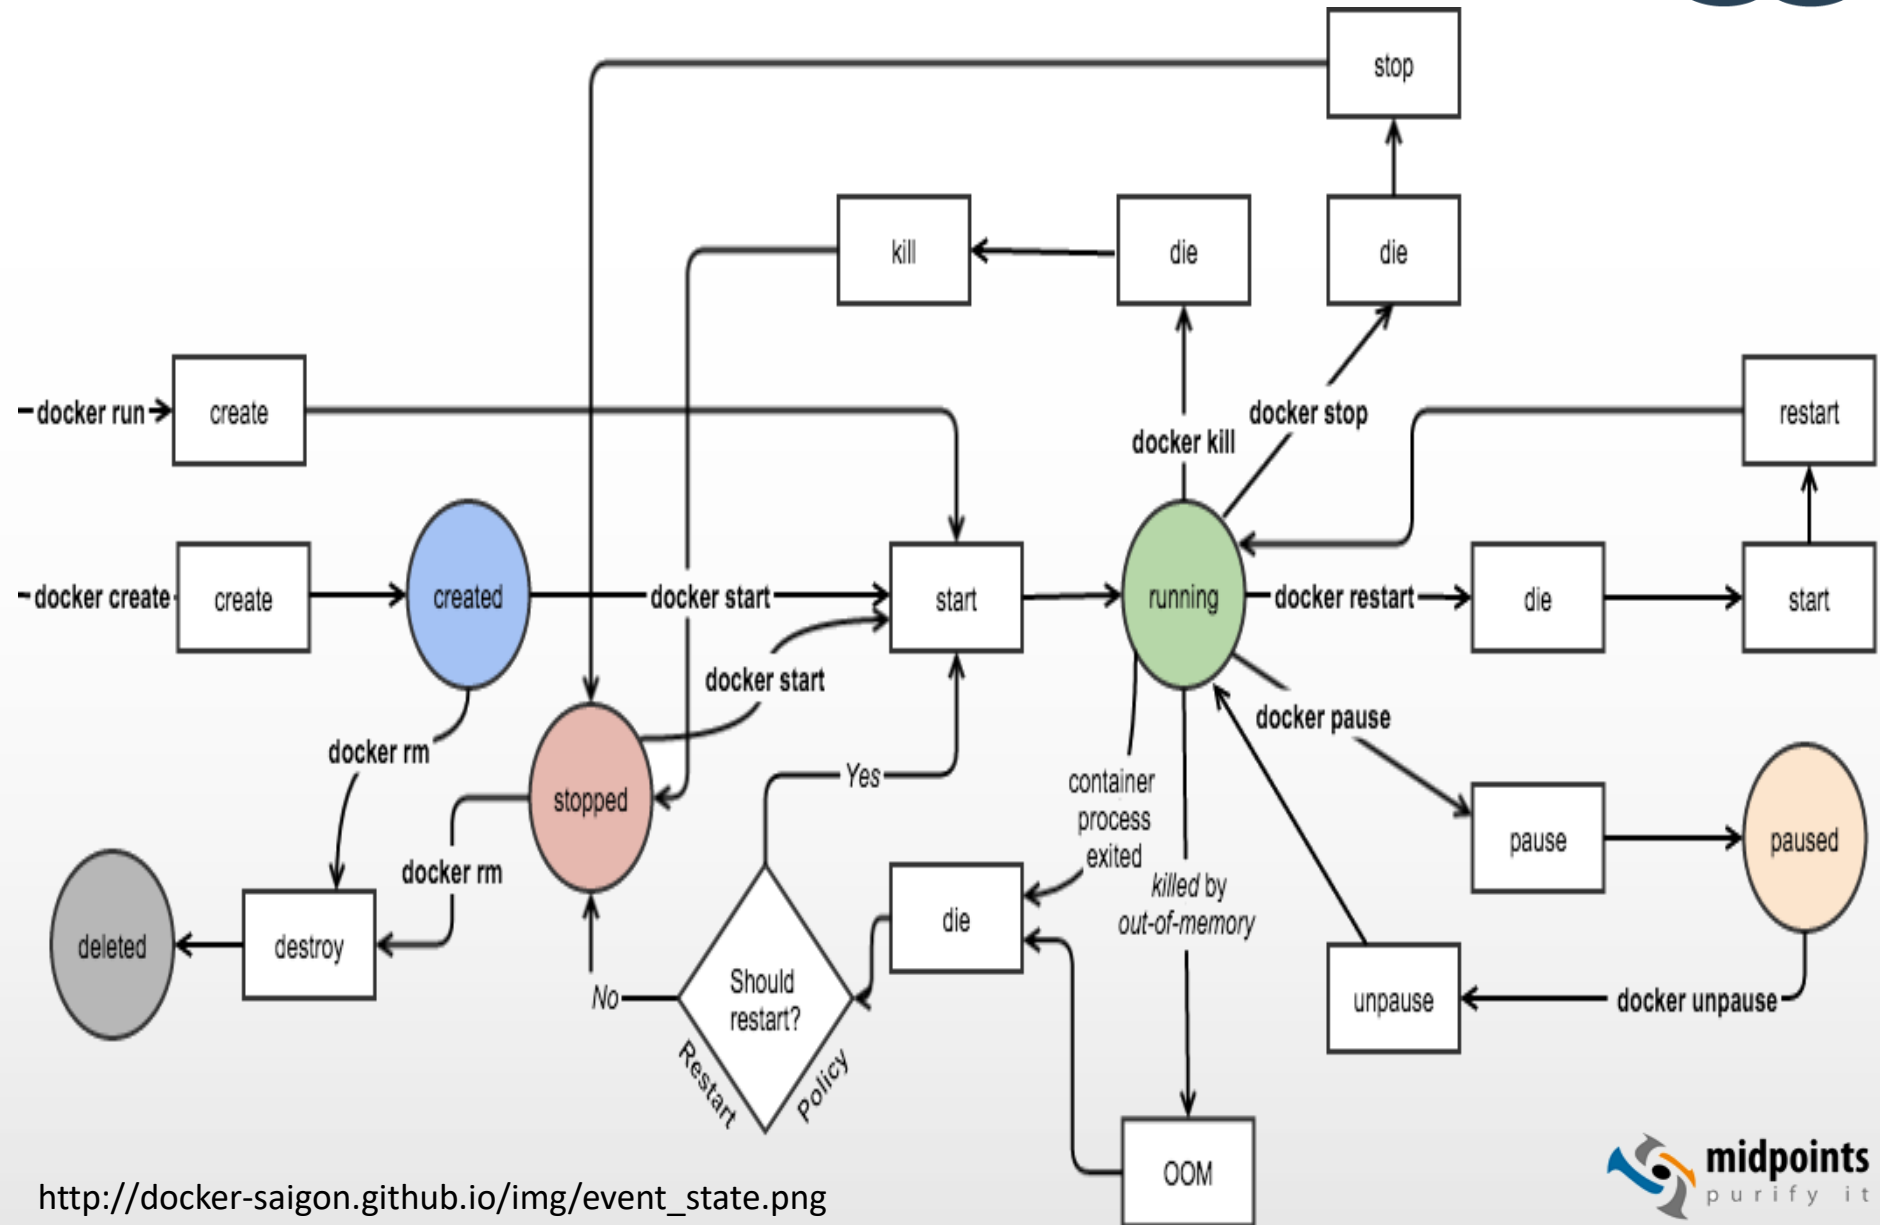 stop
kill
die
die
docker run
create
docker kill
docker stop
restart
docker create
create
created
docker start
start
running
docker restart
die
start
docker start
docker rm
stopped
Yes
docker pause
container
process
exited
pause
paused
docker rm
killed by
out-of-memory
deleted
destroy
die
No
Should
restart?
Restart
Policy
unpause
docker unpause
OOM
http://docker-saigon.github.io/img/event_state.png
midpoints
purify it